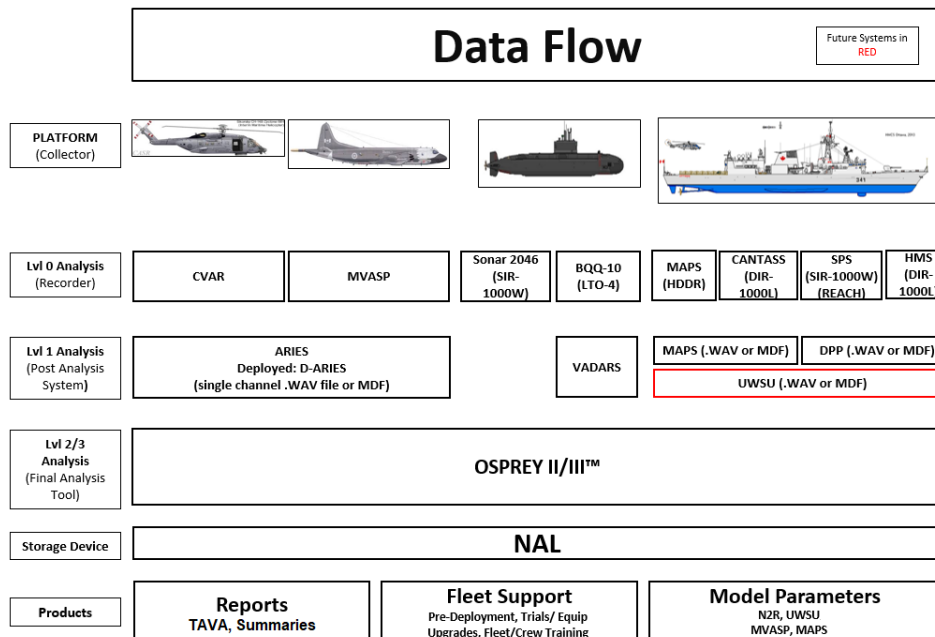 Data Flow
Future Systems in
RED
PLATFORM
(Collector)
341
Lvl 0 Analysis
(Recorder)
CVAR
MVASP
Sonar 2046
(SIR-
1000W)
BQQ-10
(LTO-4)
MAPS
(HDDR)
CANTASS
(DIR-
1000L)
SPS
(SIR-1000W)
(REACH)
HMS
(DIR-
1000L)
Lvl 1 Analysis
(Post Analysis
System)
ARIES
Deployed: D-ARIES
(single channel .WAV file or MDF)
VADARS
MAPS (.WAV or MDF)
DPP (.WAV or MDF)
UWSU (.WAV or MDF)
Lvl 2/3
Analysis
(Final Analysis
Tool)
OSPREY II/III™
Storage Device
NAL
Products
Reports
TAVA, Summaries
Fleet Support
Pre-Deployment, Trials/ Equip
Upgrades, Fleet/Crew Training
Model Parameters
N2R, UWSU
MVASP, MAPS